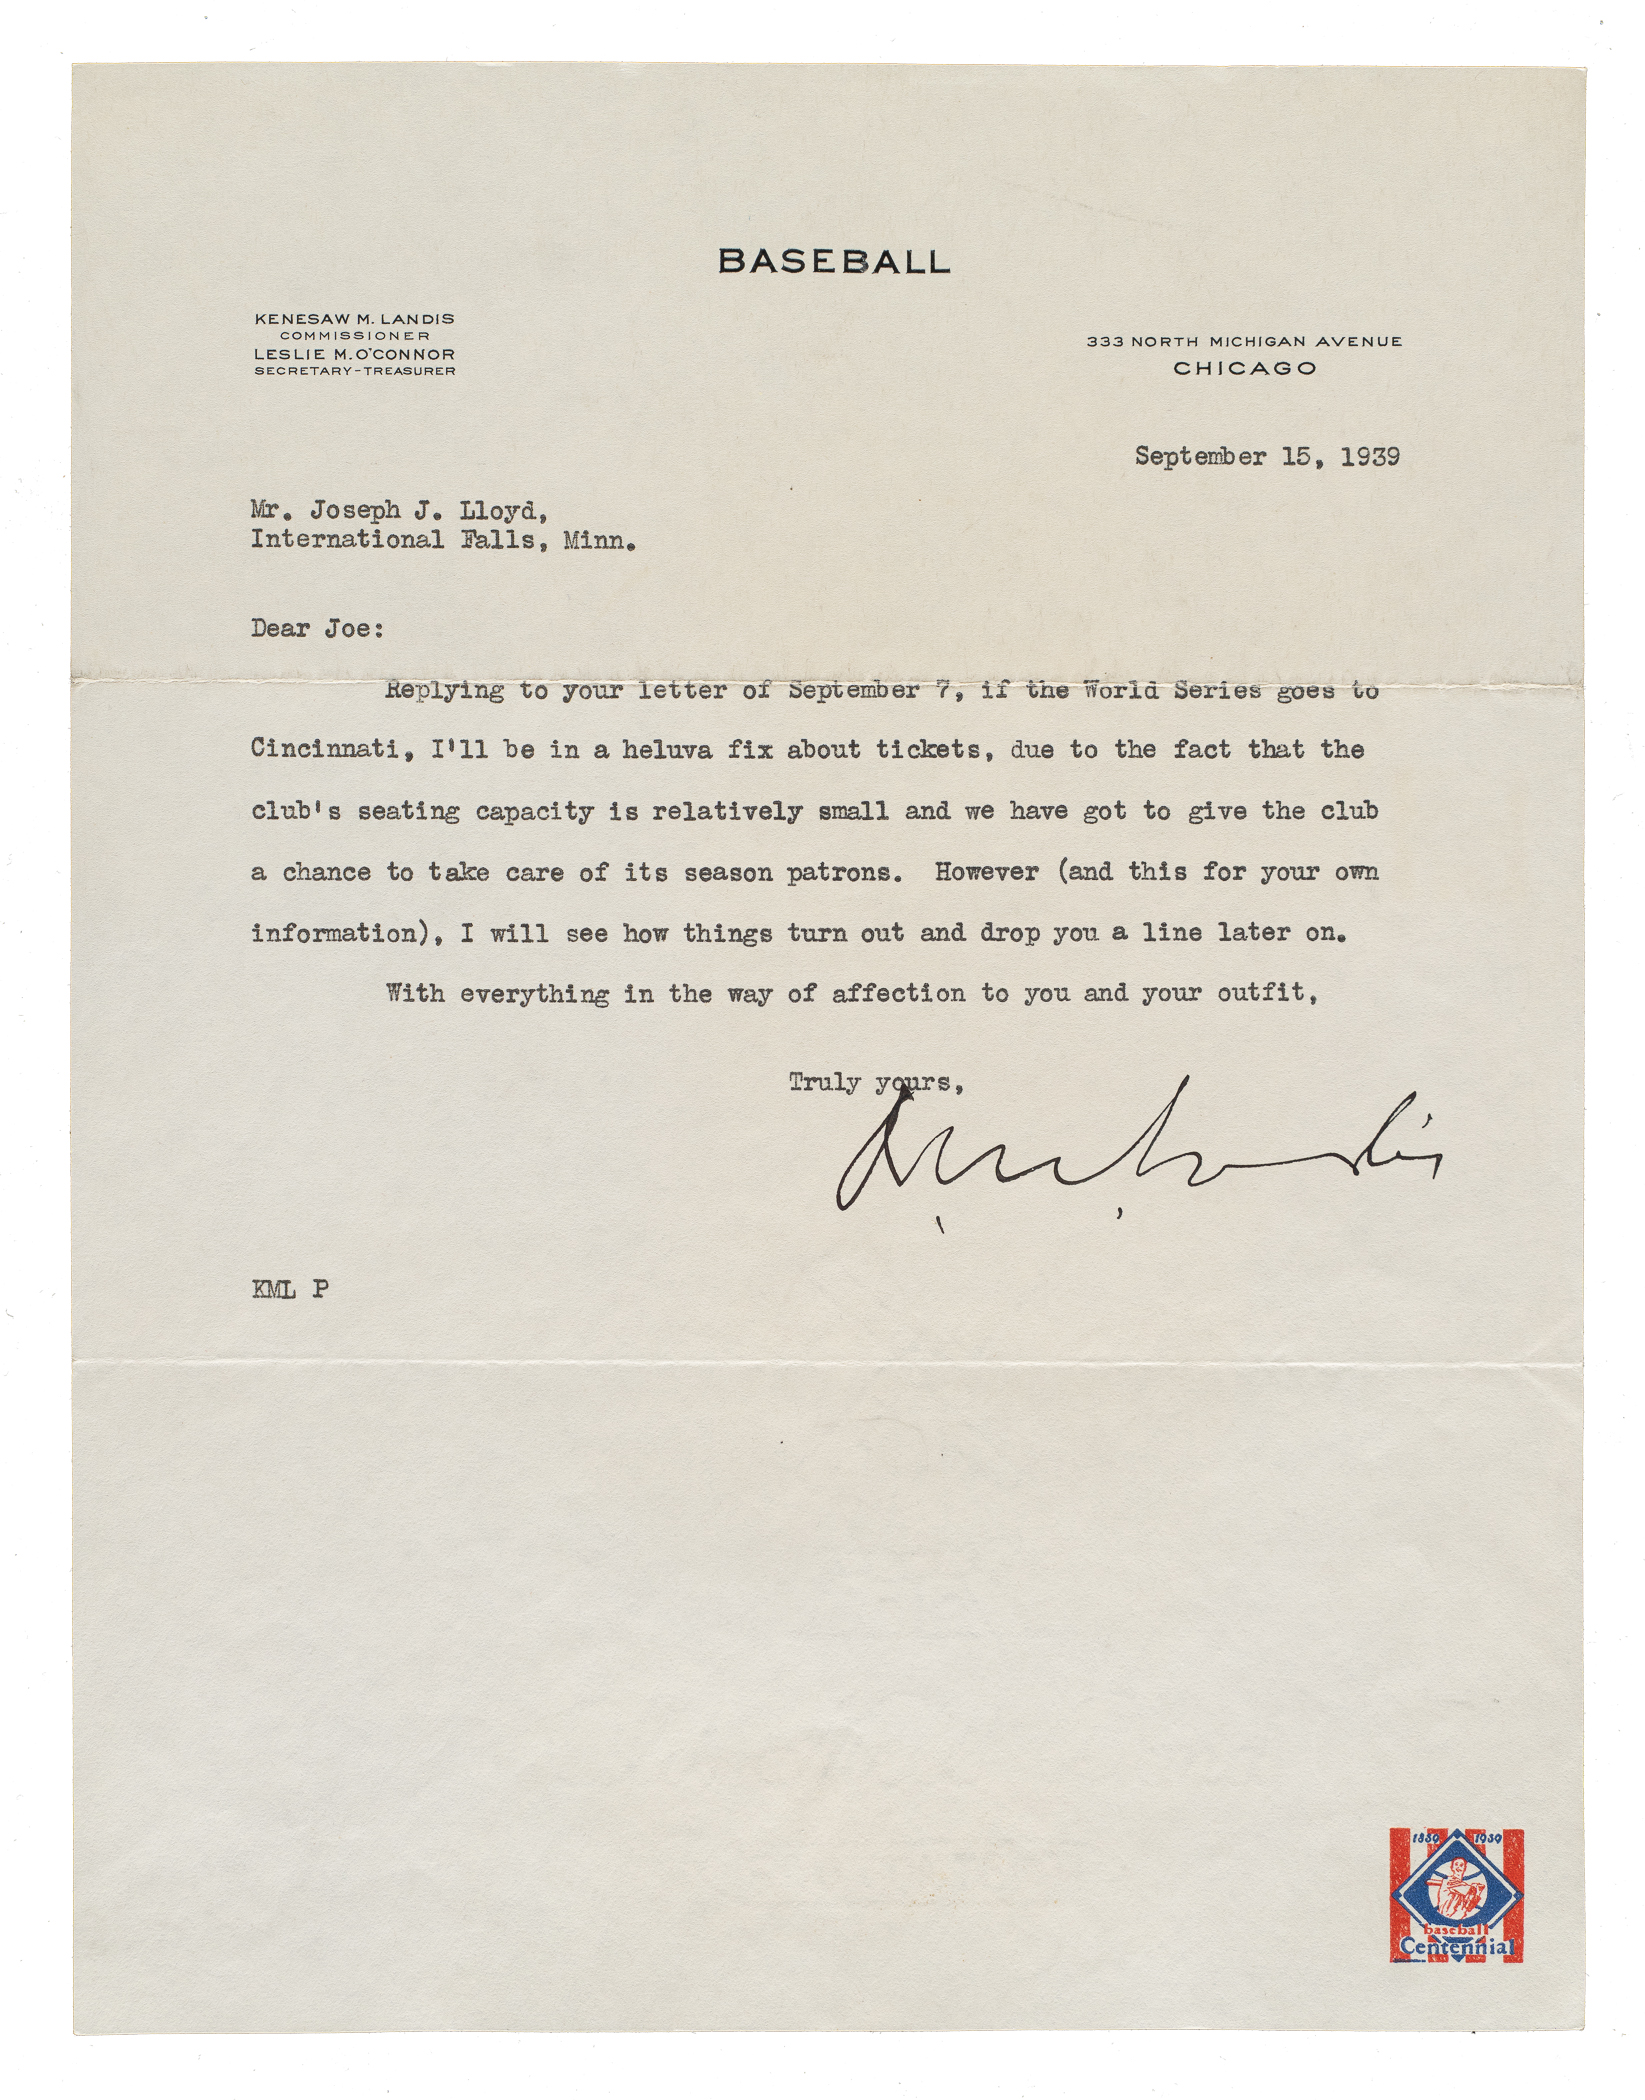 BASEBALL
KENESAW M. LANDIS
COMMISSIONER
LESLIE M. O'CONNOR
SECRETARY-TREASURER
333 NORTH MICHIGAN AVENUE
CHICAGO
September 15, 1939
Mr. Joseph J. Lloyd,
International Falls, Minn.
Dear Joe:
Replying to your letter of September 7, if the World Series goes to
Cincinnati, I'll be in a heluva fix about tickets, due to the fact that the
club's seating capacity is relatively small and we have got to give the club
a chance to take care of its season patrons. However (and this for your own
information), I will see how things turn out and drop you a line later on.
With everything in the way of affection to you and your outfit,
Truly yours,
K. M. Landis
KML P
1839 1939
baseball
Centennial